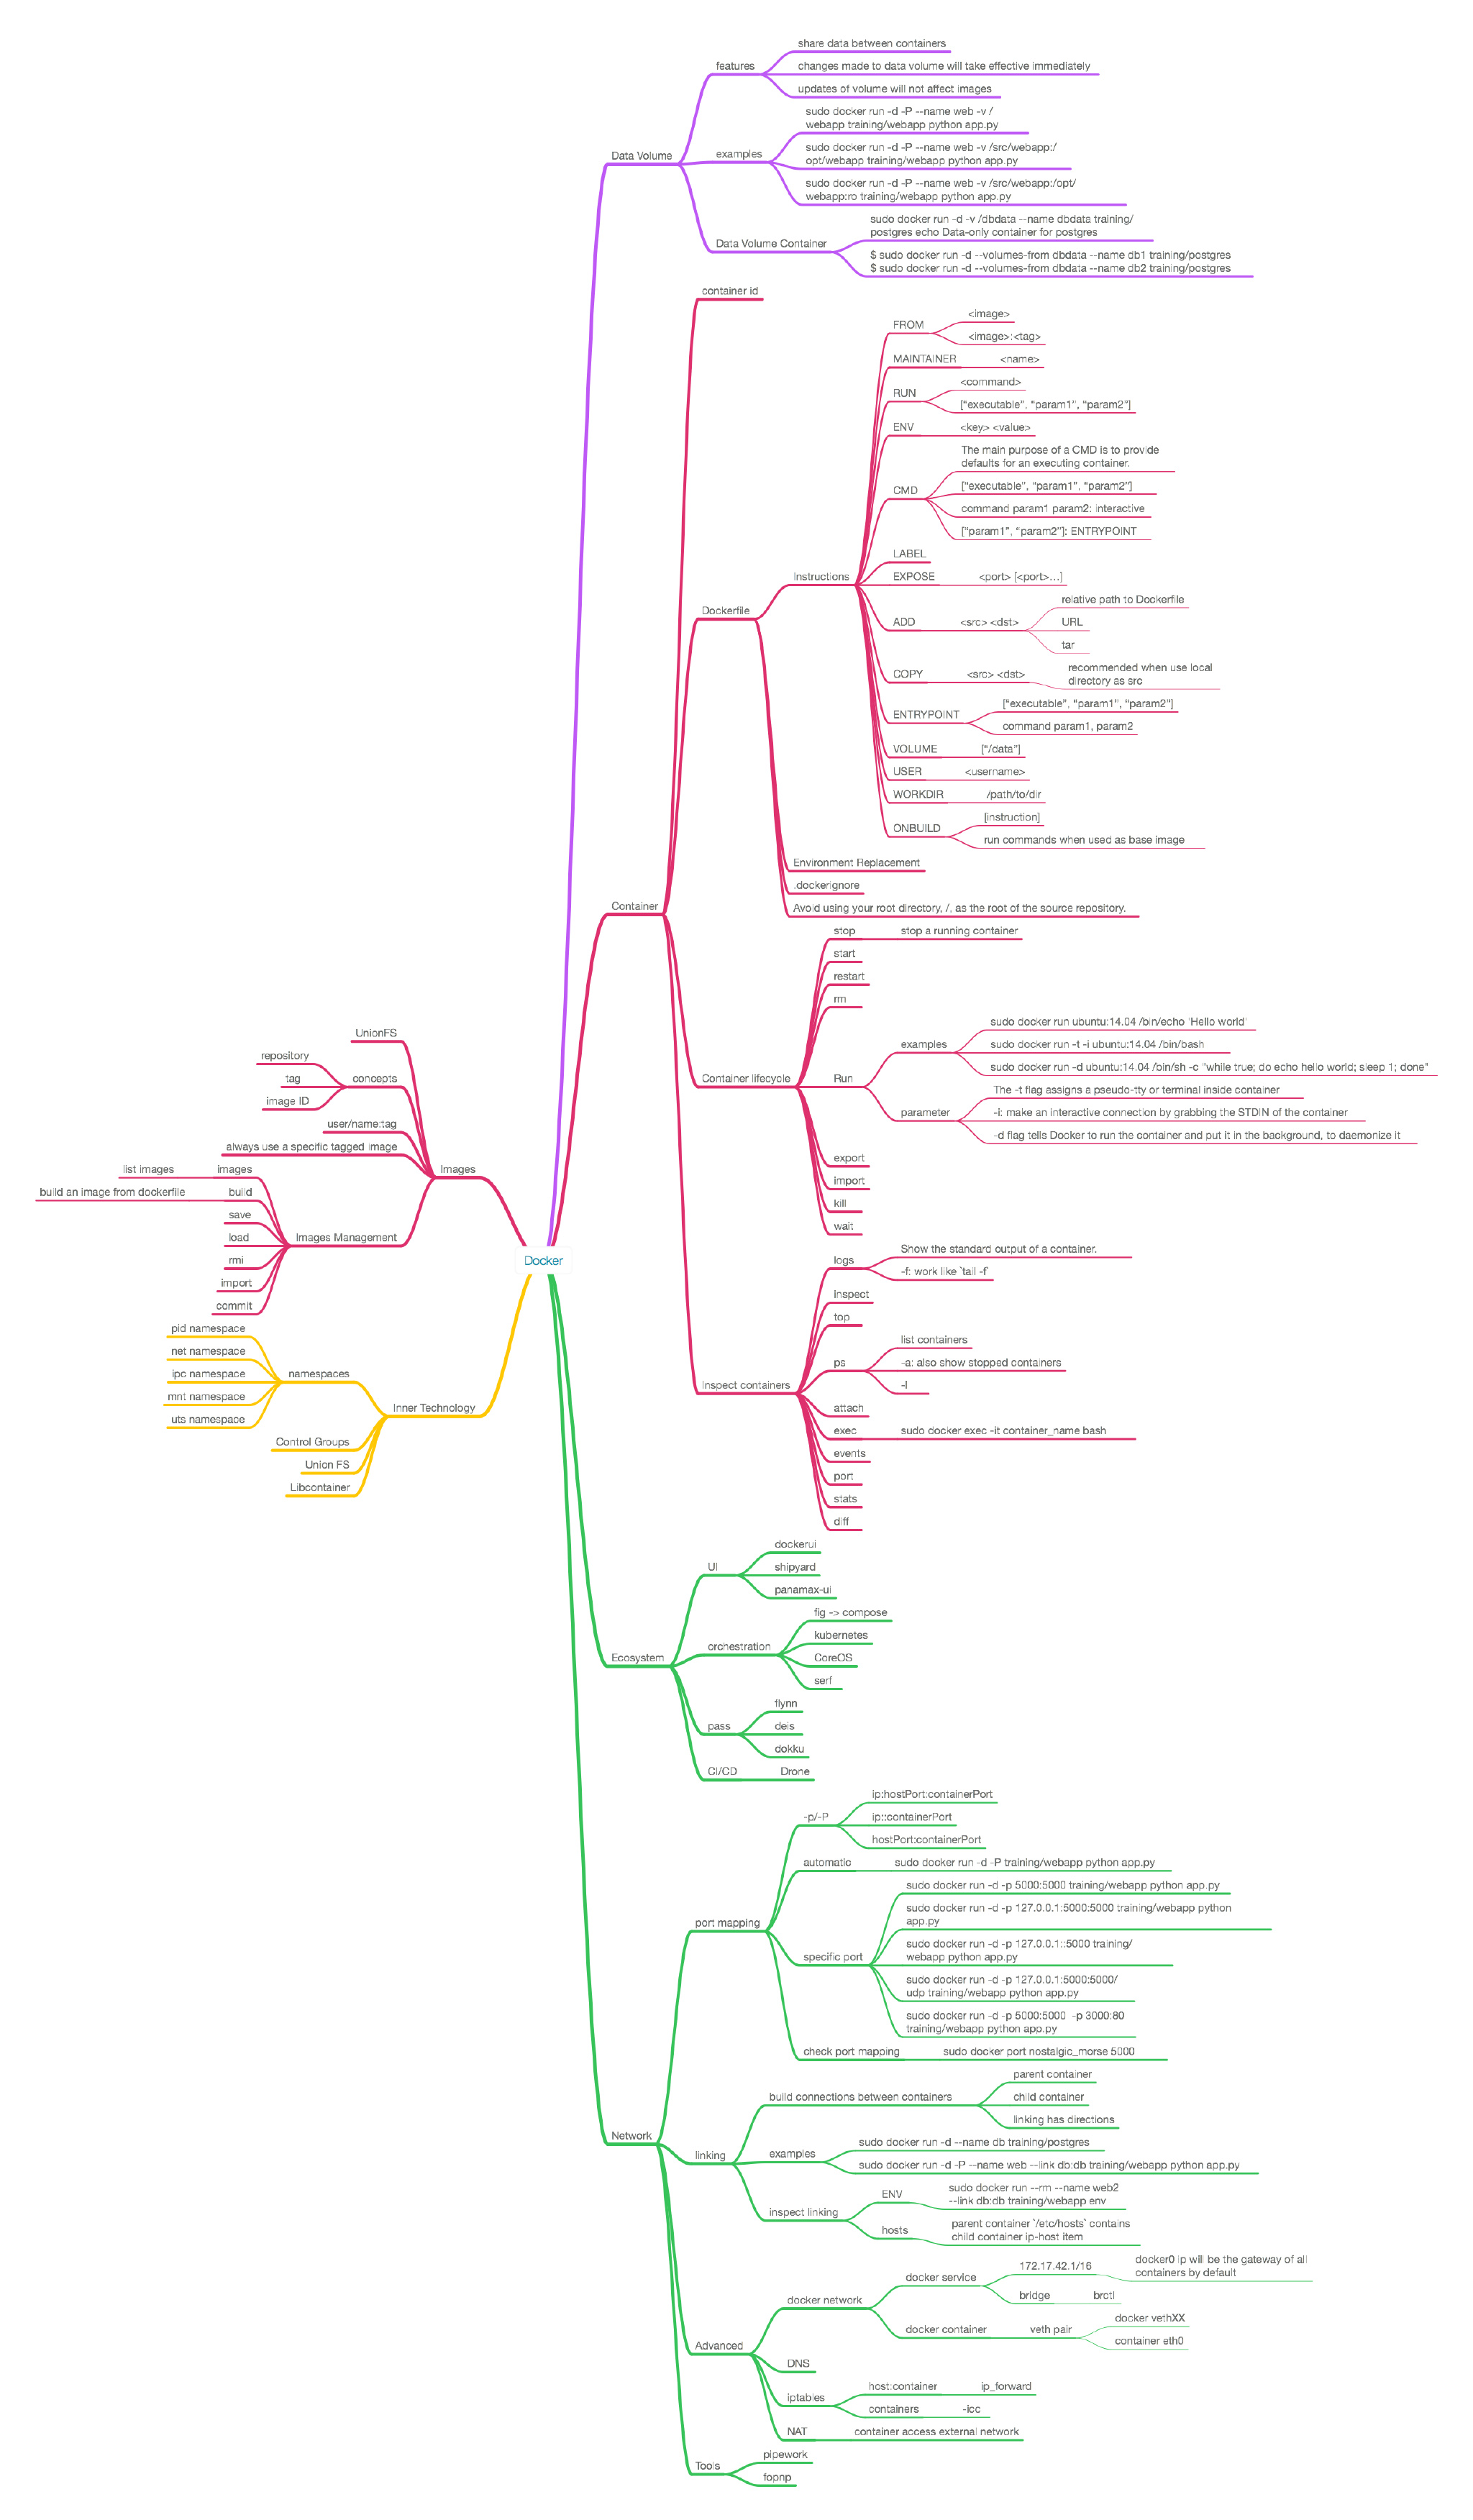 share data between containers
features
changes made to data volume will take effective immediately
updates of volume will not affect images
sudo docker run -d -P --name web -v /
webapp training/webapp python app.py
Data Volume
examples
sudo docker run -d -P --name web -v /src/webapp:/
opt/webapp training/webapp python app.py
sudo docker run -d -P --name web -v /src/webapp:/opt/
webapp:ro training/webapp python app.py
Data Volume Container
sudo docker run -d -v /dbdata --name dbdata training/
postgres echo Data-only container for postgres
$ sudo docker run -d --volumes-from dbdata --name db1 training/postgres
$ sudo docker run -d --volumes-from dbdata --name db2 training/postgres
container id
FROM
<image>
<image>:<tag>
MAINTAINER
<name>
RUN
<command>
["executable", "param1", "param2"]
ENV
<key> <value>
CMD
The main purpose of a CMD is to provide
defaults for an executing container.
["executable", "param1", "param2"]
command param1 param2: interactive
["param1", "param2"]: ENTRYPOINT
Instructions
LABEL
EXPOSE
<port> [<port>...]
Dockerfile
ADD
<src> <dst>
relative path to Dockerfile
URL
tar
COPY
<src> <dst>
recommended when use local
directory as src
ENTRYPOINT
["executable", "param1", "param2"]
command param1, param2
VOLUME
["/data"]
USER
<username>
WORKDIR
/path/to/dir
ONBUILD
[instruction]
run commands when used as base image
Environment Replacement
.dockerignore
Avoid using your root directory, /, as the root of the source repository.
Container
stop
stop a running container
start
restart
rm
Container lifecycle
Run
examples
sudo docker run ubuntu:14.04 /bin/echo 'Hello world'
sudo docker run -t -i ubuntu:14.04 /bin/bash
sudo docker run -d ubuntu:14.04 /bin/sh -c "while true; do echo hello world; sleep 1; done"
parameter
The -t flag assigns a pseudo-tty or terminal inside container
-i: make an interactive connection by grabbing the STDIN of the container
-d flag tells Docker to run the container and put it in the background, to daemonize it
export
import
kill
wait
UnionFS
repository
tag
concepts
image ID
user/name:tag
always use a specific tagged image
Images
list images
images
build an image from dockerfile
build
save
load
Images Management
rmi
import
commit
Docker
logs
Show the standard output of a container.
-f: work like `tail -f`
inspect
top
ps
list containers
-a: also show stopped containers
-l
Inspect containers
attach
exec
sudo docker exec -it container_name bash
events
port
stats
diff
pid namespace
net namespace
ipc namespace
namespaces
mnt namespace
uts namespace
Inner Technology
Control Groups
Union FS
Libcontainer
UI
dockerui
shipyard
panamax-ui
Ecosystem
orchestration
fig -> compose
kubernetes
CoreOS
serf
pass
flynn
deis
dokku
CI/CD
Drone
-p/-P
ip:hostPort:containerPort
ip::containerPort
hostPort:containerPort
automatic
sudo docker run -d -P training/webapp python app.py
port mapping
specific port
sudo docker run -d -p 5000:5000 training/webapp python app.py
sudo docker run -d -p 127.0.0.1:5000:5000 training/webapp python
app.py
sudo docker run -d -p 127.0.0.1::5000 training/
webapp python app.py
sudo docker run -d -p 127.0.0.1:5000:5000/
udp training/webapp python app.py
sudo docker run -d -p 5000:5000  -p 3000:80
training/webapp python app.py
check port mapping
sudo docker port nostalgic_morse 5000
Network
linking
build connections between containers
parent container
child container
linking has directions
examples
sudo docker run -d --name db training/postgres
sudo docker run -d -P --name web --link db:db training/webapp python app.py
inspect linking
ENV
sudo docker run --rm --name web2
--link db:db training/webapp env
hosts
parent container `/etc/hosts` contains
child container ip-host item
Advanced
docker network
docker service
172.17.42.1/16
docker0 ip will be the gateway of all
containers by default
bridge
brctl
docker container
veth pair
docker vethXX
container eth0
DNS
iptables
host:container
ip_forward
containers
-icc
NAT
container access external network
Tools
pipework
fopnp